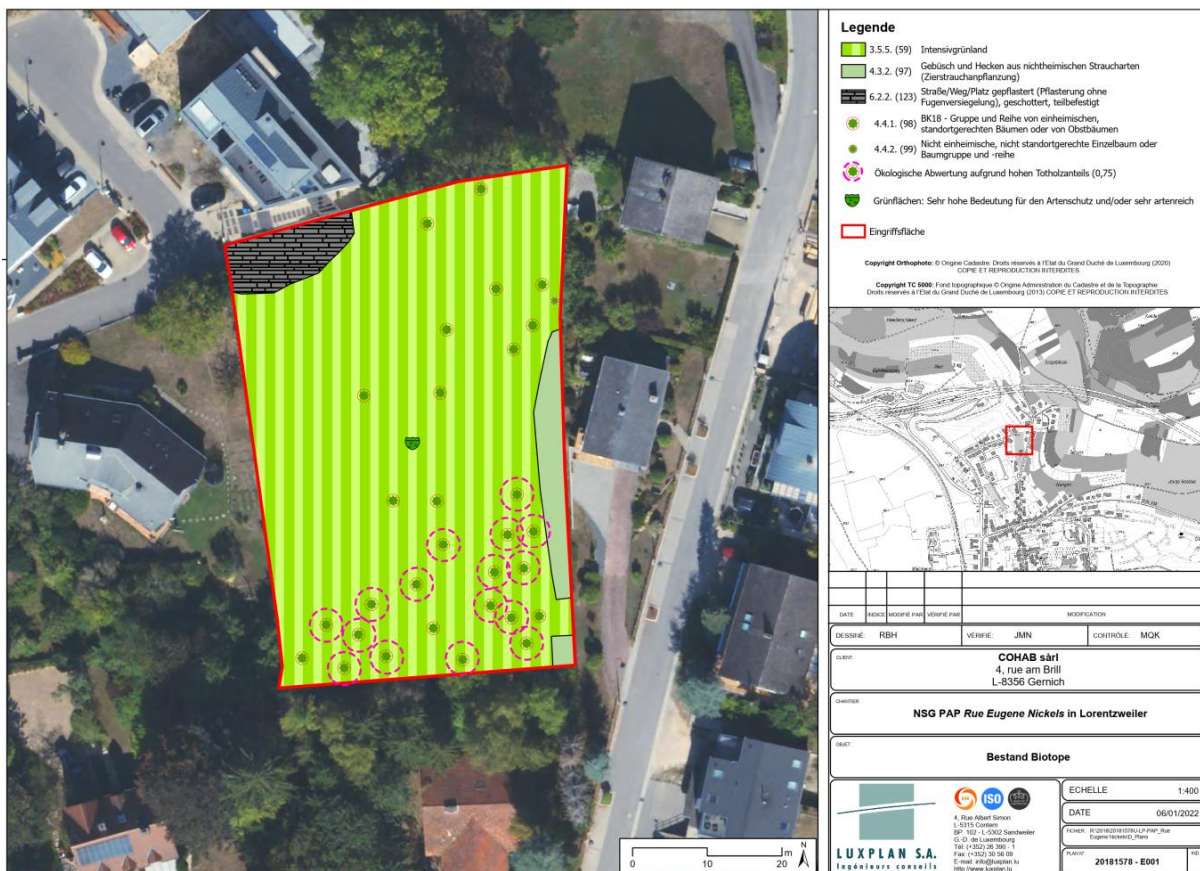 Legende
3.5.5. (59) Intensivgrünland
4.3.2. (97) Gebüsch und Hecken aus nichtheimischen Straucharten
(Zierstrauchanpflanzung)
6.2.2. (123) Straße/Weg/Platz gepflastert (Pflasterung ohne
Fugenversiegelung), geschottert, teilbefestigt
4.4.1. (98) BK18 - Gruppe und Reihe von einheimischen,
standortgerechten Bäumen oder von Obstbäumen
4.4.2. (99) Nicht einheimische, nicht standortgerechte Einzelbaum oder
Baumgruppe und -reihe
Ökologische Abwertung aufgrund hohen Totholzanteils (0,75)
Grünflächen: Sehr hohe Bedeutung für den Artenschutz und/oder sehr artenreich
Eingriffsfläche
Copyright Orthophoto: © Origine Cadastre: Droits réservés à l'Etat du Grand Duché de Luxembourg (2020)
COPIE ET REPRODUCTION INTERDITES
Copyright TC 5000: Fond topographique © Origine Administration du Cadastre et de la Topographie:
Droits réservés à l'Etat du Grand Duché de Luxembourg (2013) COPIE ET REPRODUCTION INTERDITES
DATE INDICE MODIFIÉ PAR VÉRIFIÉ PAR MODIFICATION
DESSINÉ: RBH VÉRIFIÉ: JMN CONTRÔLÉ: MQK
CLIENT
COHAB sàrl
4, rue am Brill
L-8356 Gernich
CHANTIER
NSG PAP Rue Eugene Nickels in Lorentzweiler
OBJET
Bestand Biotope
LUXPLAN S.A.
Ingénieurs conseils
ISO
4, Rue Albert Simon
L-5315 Contern
BP. 102 - L-5302 Sandweiler
G.-D. de Luxembourg
Tél: (+352) 26 390 - 1
Fax: (+352) 30 56 09
E-mail: info@luxplan.lu
http://www.luxplan.lu
ECHELLE 1:400
DATE 06/01/2022
PLAN N°. 20181578 - E001
0 10 20 m
N